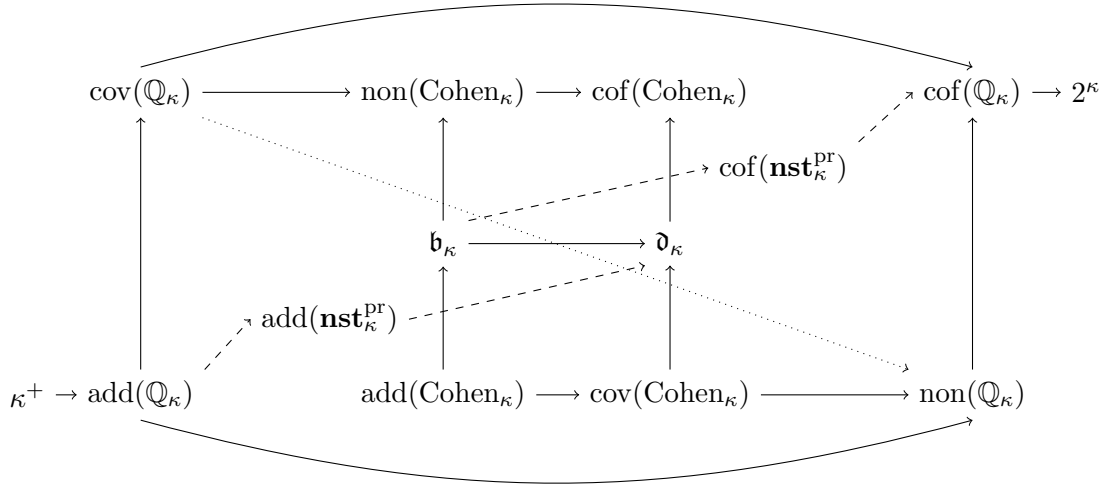 cov(ℚ_κ) non(Cohen_κ) cof(Cohen_κ) cof(ℚ_κ) 2^κ
cof(𝐧𝐬𝐭_κ^pr)
𝔟_κ 𝔡_κ
add(𝐧𝐬𝐭_κ^pr)
κ^+ add(ℚ_κ) add(Cohen_κ) cov(Cohen_κ) non(ℚ_κ)